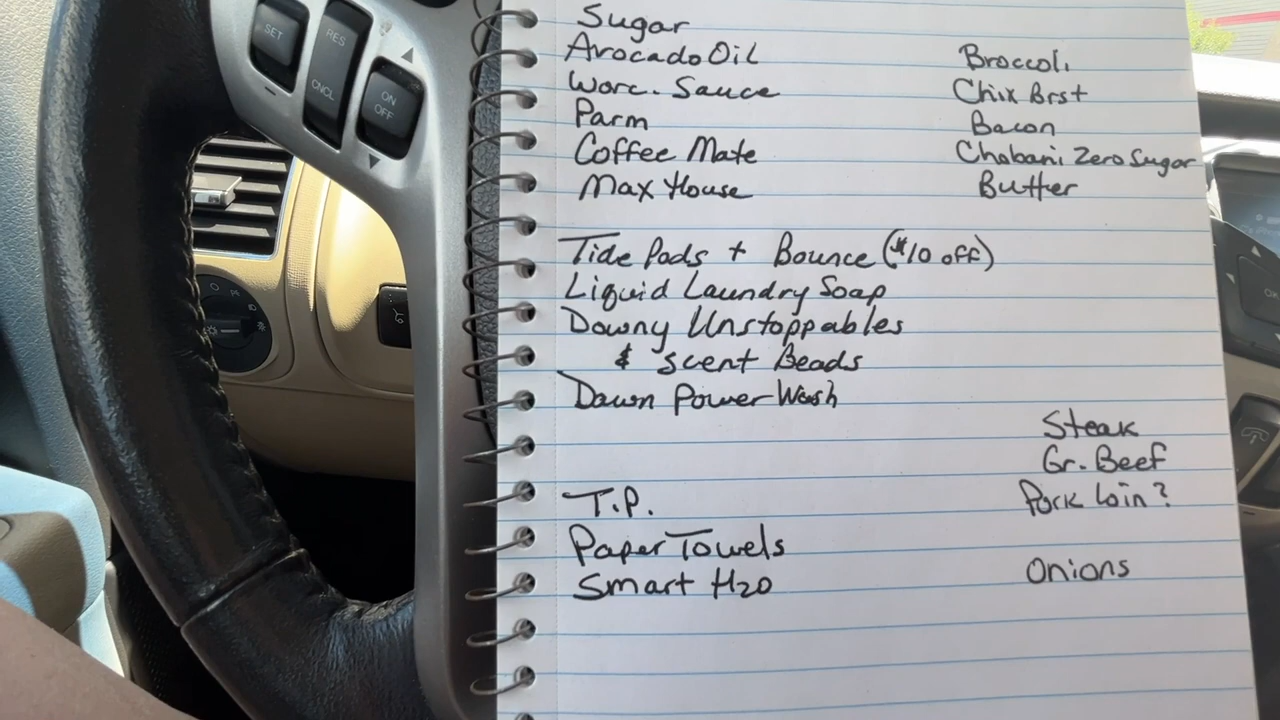 SET
RES
CNCL
ON
OFF
Sugar
Avocado Oil
Worc. Sauce
Parm
Coffee Mate
Max House
Broccoli
Chix Brst
Bacon
Chobani Zero Sugar
Butter
Tide Pods + Bounce ($10 off)
Liquid Laundry Soap
Downy Unstoppables
& Scent Beads
Dawn Power Wash
Steak
Gr. Beef
Pork Loin?
T.P.
Paper Towels
Smart H2O
Onions